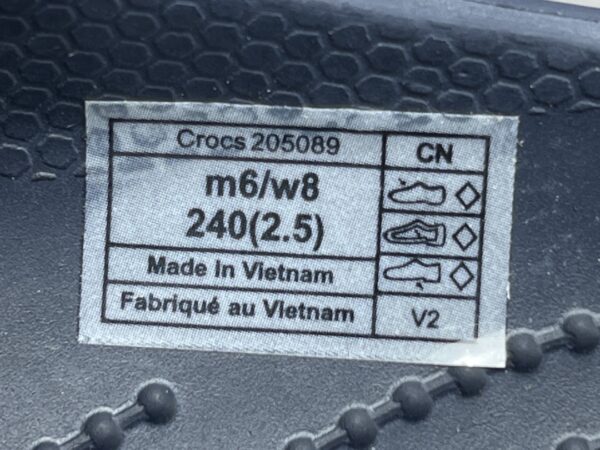 Crocs 205089
CN
m6/w8
240(2.5)
Made In Vietnam
Fabriqué au Vietnam
V2